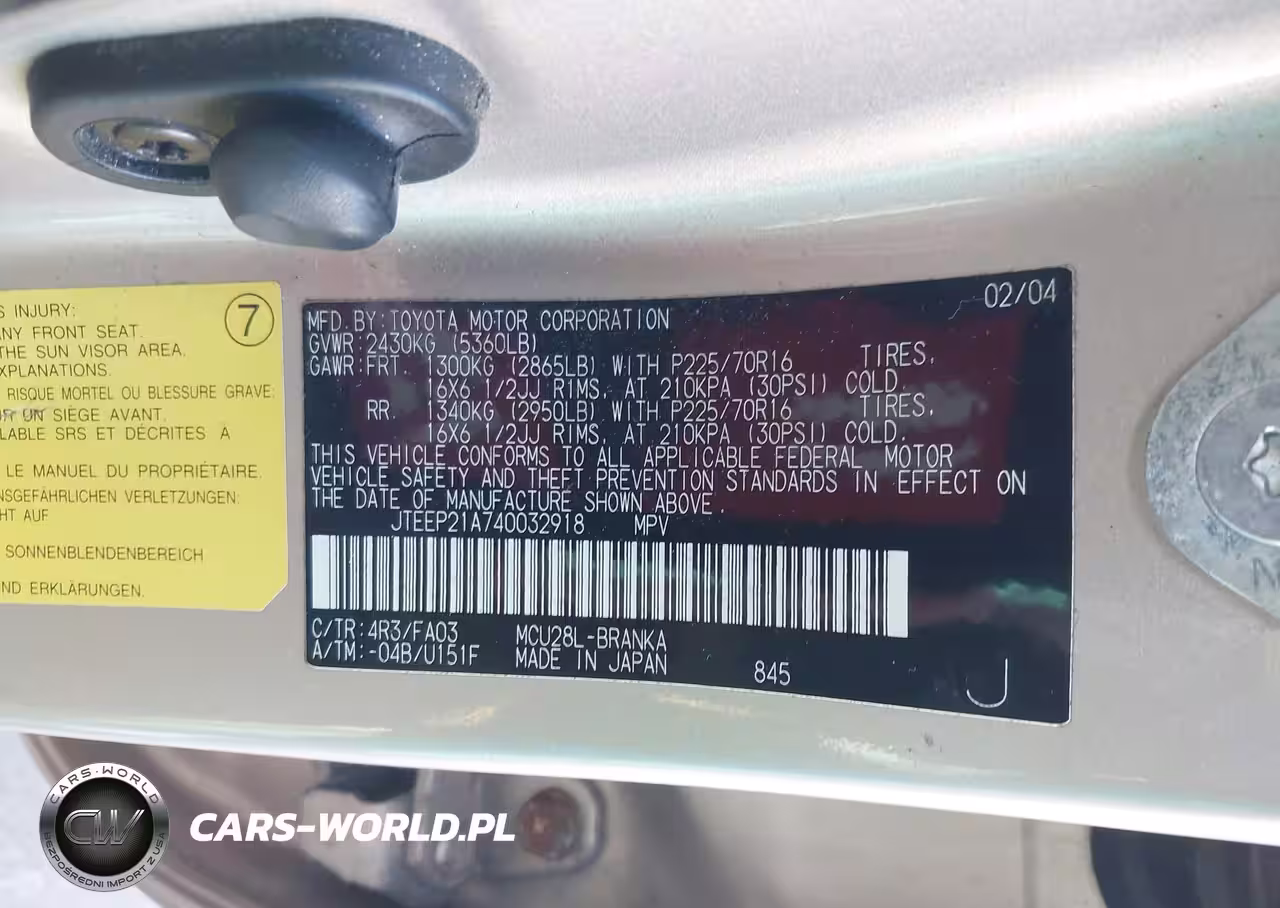 S INJURY:
ANY FRONT SEAT.
THE SUN VISOR AREA,
EXPLANATIONS.
RISQUE MORTEL OU BLESSURE GRAVE:
UR UN SIÈGE AVANT.
LABLE SRS ET DÉCRITES À
LE MANUEL DU PROPRIÉTAIRE.
NSGEFÄHRLICHEN VERLETZUNGEN:
HT AUF
SONNENBLENDENBEREICH
ND ERKLÄRUNGEN.
7
02/04
MFD. BY: TOYOTA MOTOR CORPORATION
GVWR: 2430KG (5360LB)
GAWR: FRT. 1300KG (2865LB) WITH P225/70R16 TIRES,
16X6 1/2JJ RIMS, AT 210KPA (30PSI) COLD.
RR. 1340KG (2950LB) WITH P225/70R16 TIRES,
16X6 1/2JJ RIMS, AT 210KPA (30PSI) COLD.
THIS VEHICLE CONFORMS TO ALL APPLICABLE FEDERAL MOTOR
VEHICLE SAFETY AND THEFT PREVENTION STANDARDS IN EFFECT ON
THE DATE OF MANUFACTURE SHOWN ABOVE.
JTEEP21A740032918 MPV
C/TR: 4R3/FA03 MCU28L-BRANKA
A/TM: -04B/U151F MADE IN JAPAN 845
J
N
CARS-WORLD
CW
BEZPOŚREDNI IMPORT Z USA
CARS-WORLD.PL